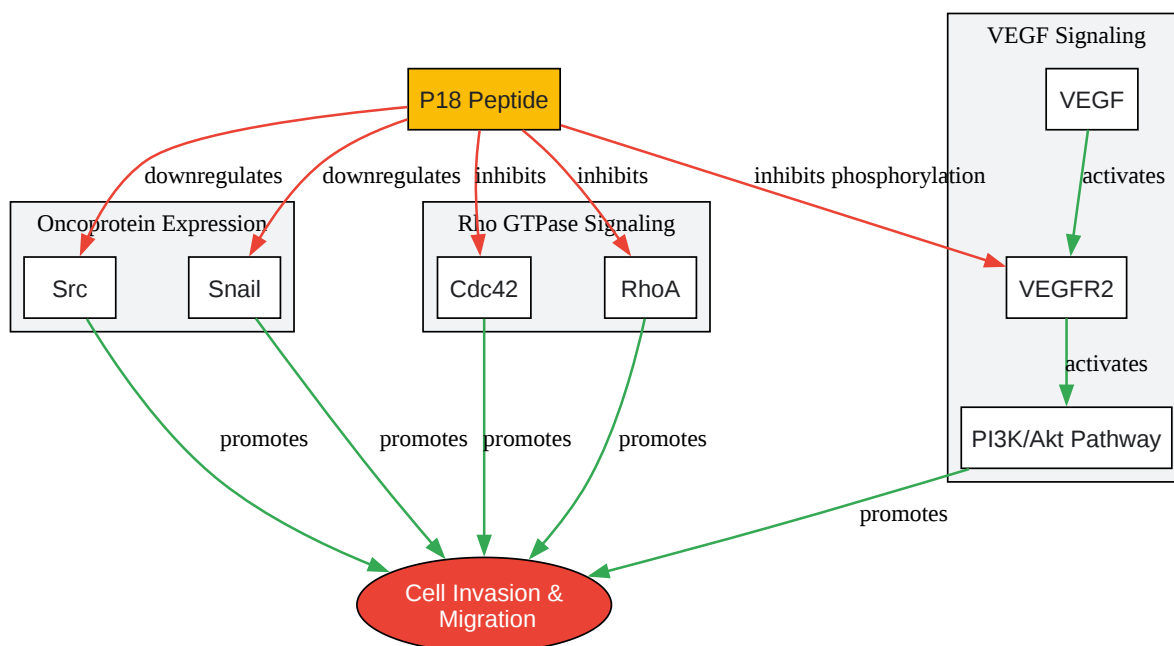 VEGF Signaling
P18 Peptide
VEGF
downregulates
downregulates
inhibits
inhibits
inhibits phosphorylation
activates
Oncoprotein Expression
Rho GTPase Signaling
Src
Snail
Cdc42
RhoA
VEGFR2
activates
promotes
promotes
promotes
promotes
PI3K/Akt Pathway
promotes
Cell Invasion &
Migration